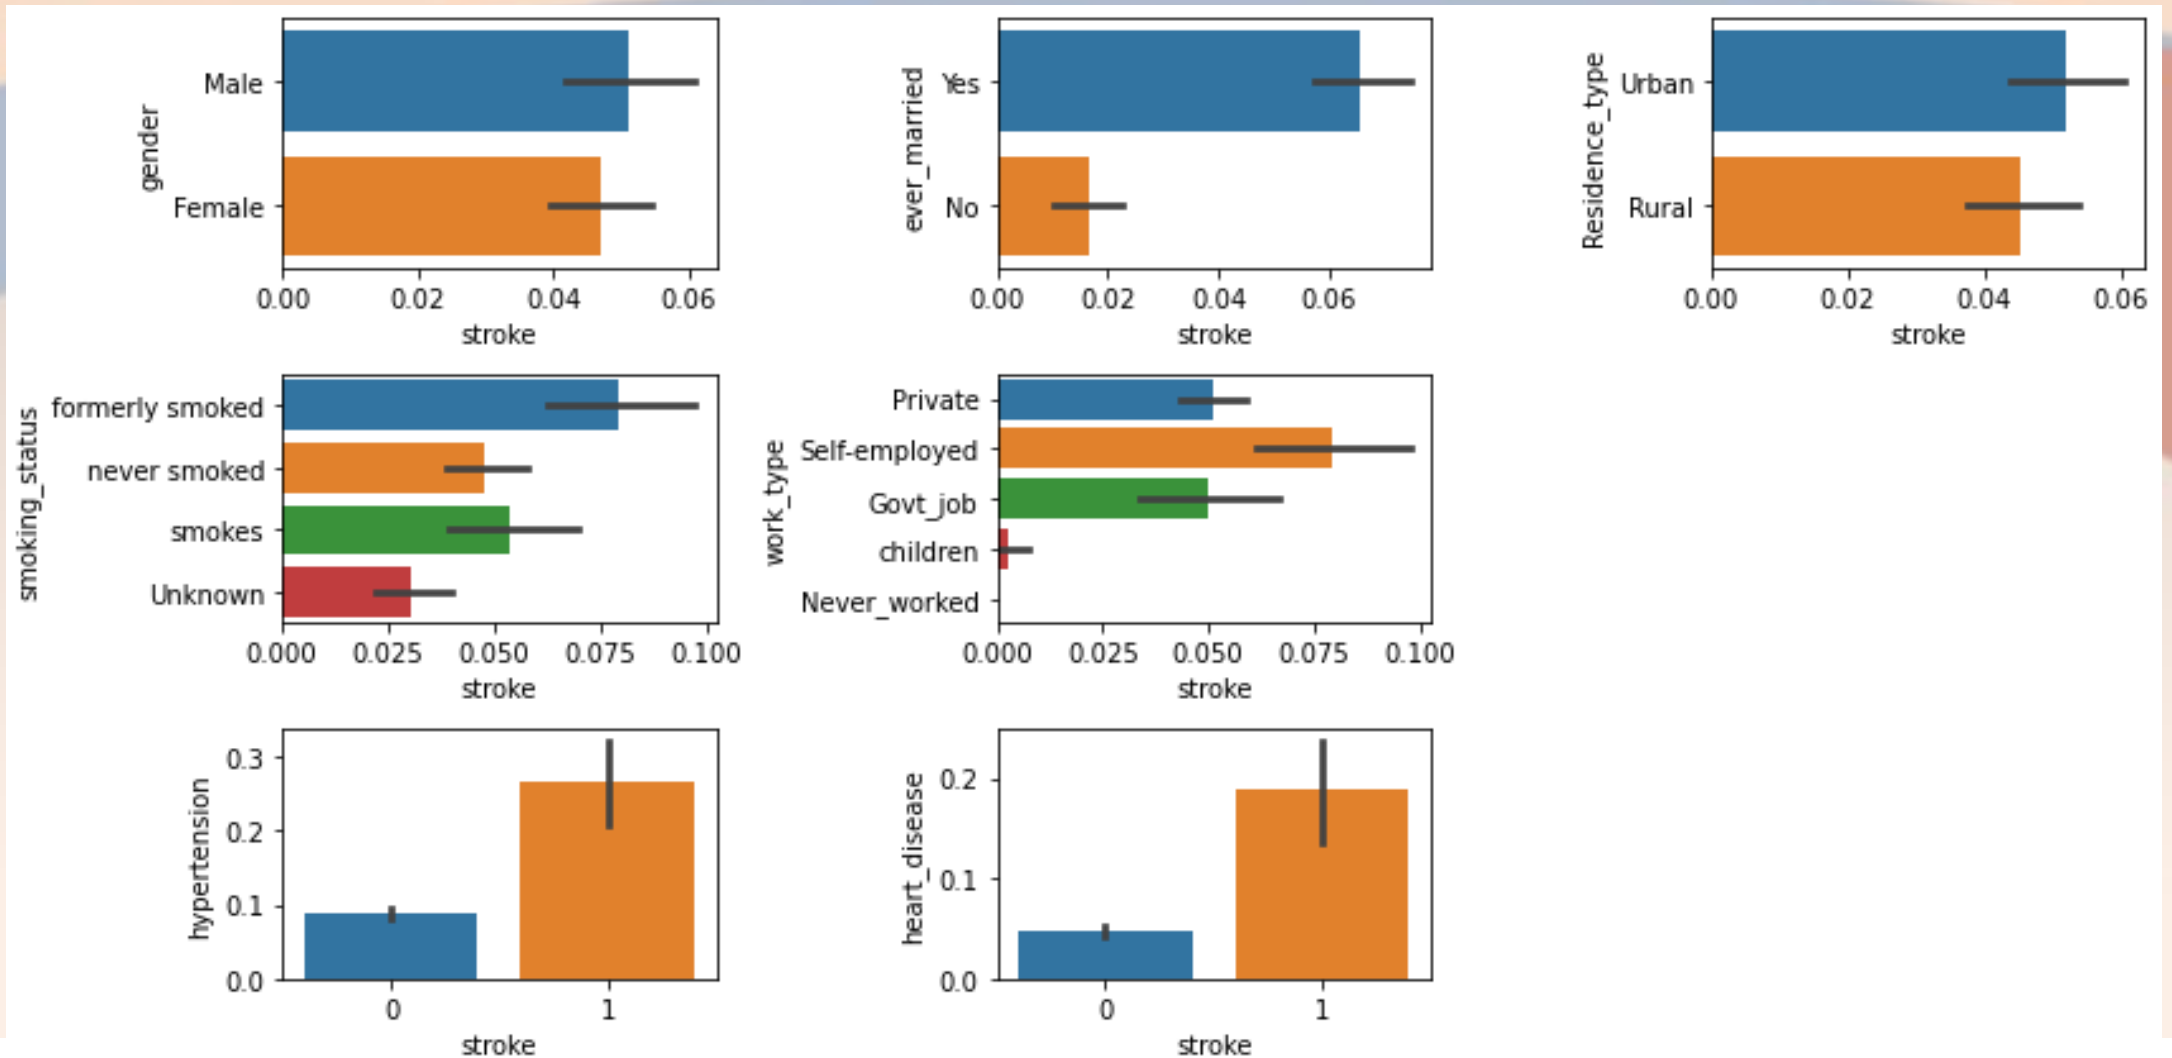 gender
Male
Female
0.00 0.02 0.04 0.06
stroke
ever_married
Yes
No
0.00 0.02 0.04 0.06
stroke
Residence_type
Urban
Rural
0.00 0.02 0.04 0.06
stroke
smoking_status
formerly smoked
never smoked
smokes
Unknown
0.000 0.025 0.050 0.075 0.100
stroke
work_type
Private
Self-employed
Govt_job
children
Never_worked
0.000 0.025 0.050 0.075 0.100
stroke
hypertension
0.3
0.2
0.1
0.0
0 1
stroke
heart_disease
0.2
0.1
0.0
0 1
stroke